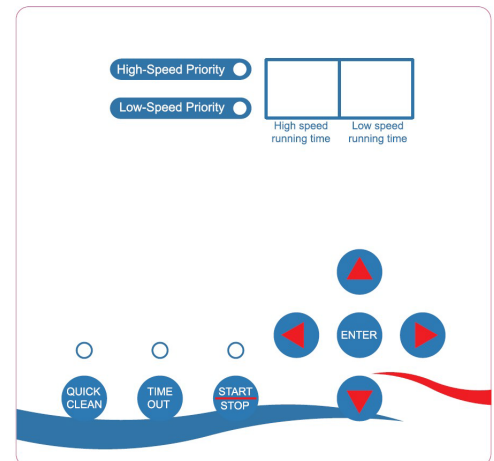 High-Speed Priority
Low-Speed Priority
High speed
running time
Low speed
running time
ENTER
QUICK
CLEAN
TIME
OUT
START
STOP